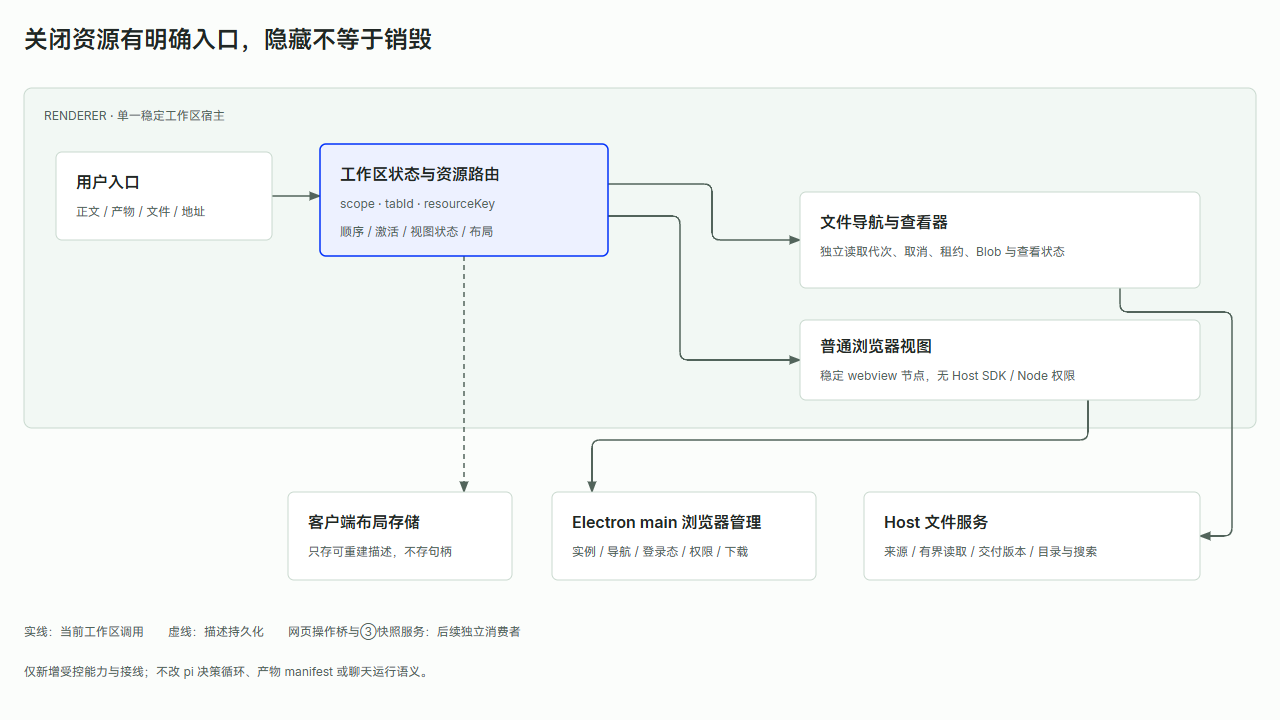 关闭资源有明确入口，隐藏不等于销毁
RENDERER · 单一稳定工作区宿主
用户入口
正文 / 产物 / 文件 / 地址
工作区状态与资源路由
scope · tabId · resourceKey
顺序 / 激活 / 视图状态 / 布局
文件导航与查看器
独立读取代次、取消、租约、Blob 与查看状态
普通浏览器视图
稳定 webview 节点，无 Host SDK / Node 权限
客户端布局存储
只存可重建描述，不存句柄
Electron main 浏览器管理
实例 / 导航 / 登录态 / 权限 / 下载
Host 文件服务
来源 / 有界读取 / 交付版本 / 目录与搜索
实线：当前工作区调用 虚线：描述持久化 网页操作桥与③快照服务：后续独立消费者
仅新增受控能力与接线；不改 pi 决策循环、产物 manifest 或聊天运行语义。